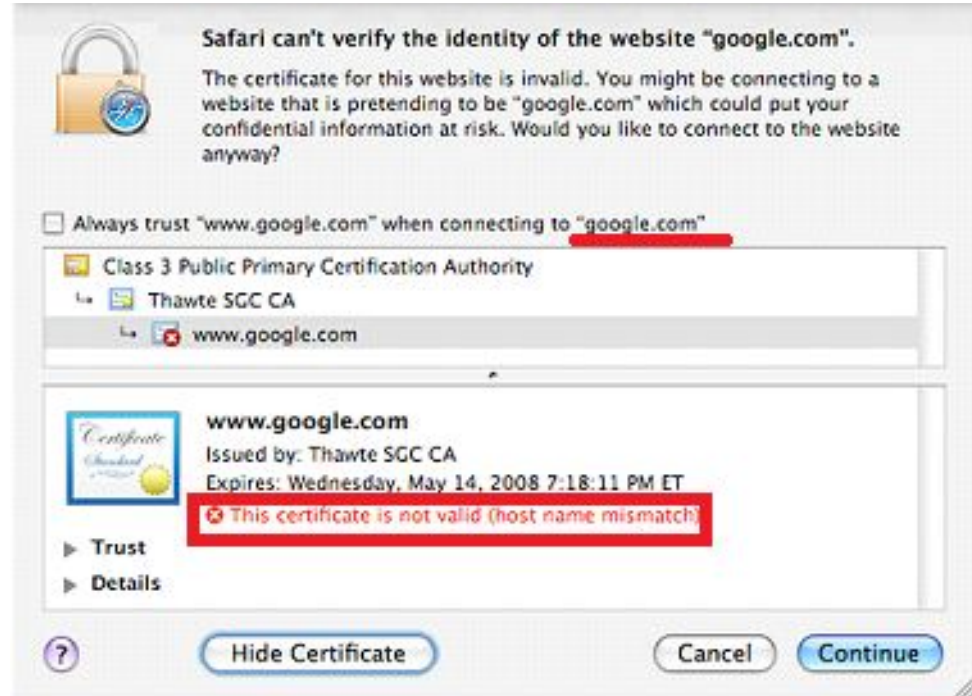 Safari can't verify the identity of the website “google.com”.
The certificate for this website is invalid. You might be connecting to a
website that is pretending to be “google.com” which could put your
confidential information at risk. Would you like to connect to the website
anyway?
Always trust “www.google.com” when connecting to “google.com”
Class 3 Public Primary Certification Authority
Thawte SGC CA
www.google.com
Certificate
Standard
www.google.com
Issued by: Thawte SGC CA
Expires: Wednesday, May 14, 2008 7:18:11 PM ET
This certificate is not valid (host name mismatch)
Trust
Details
?
Hide Certificate
Cancel
Continue